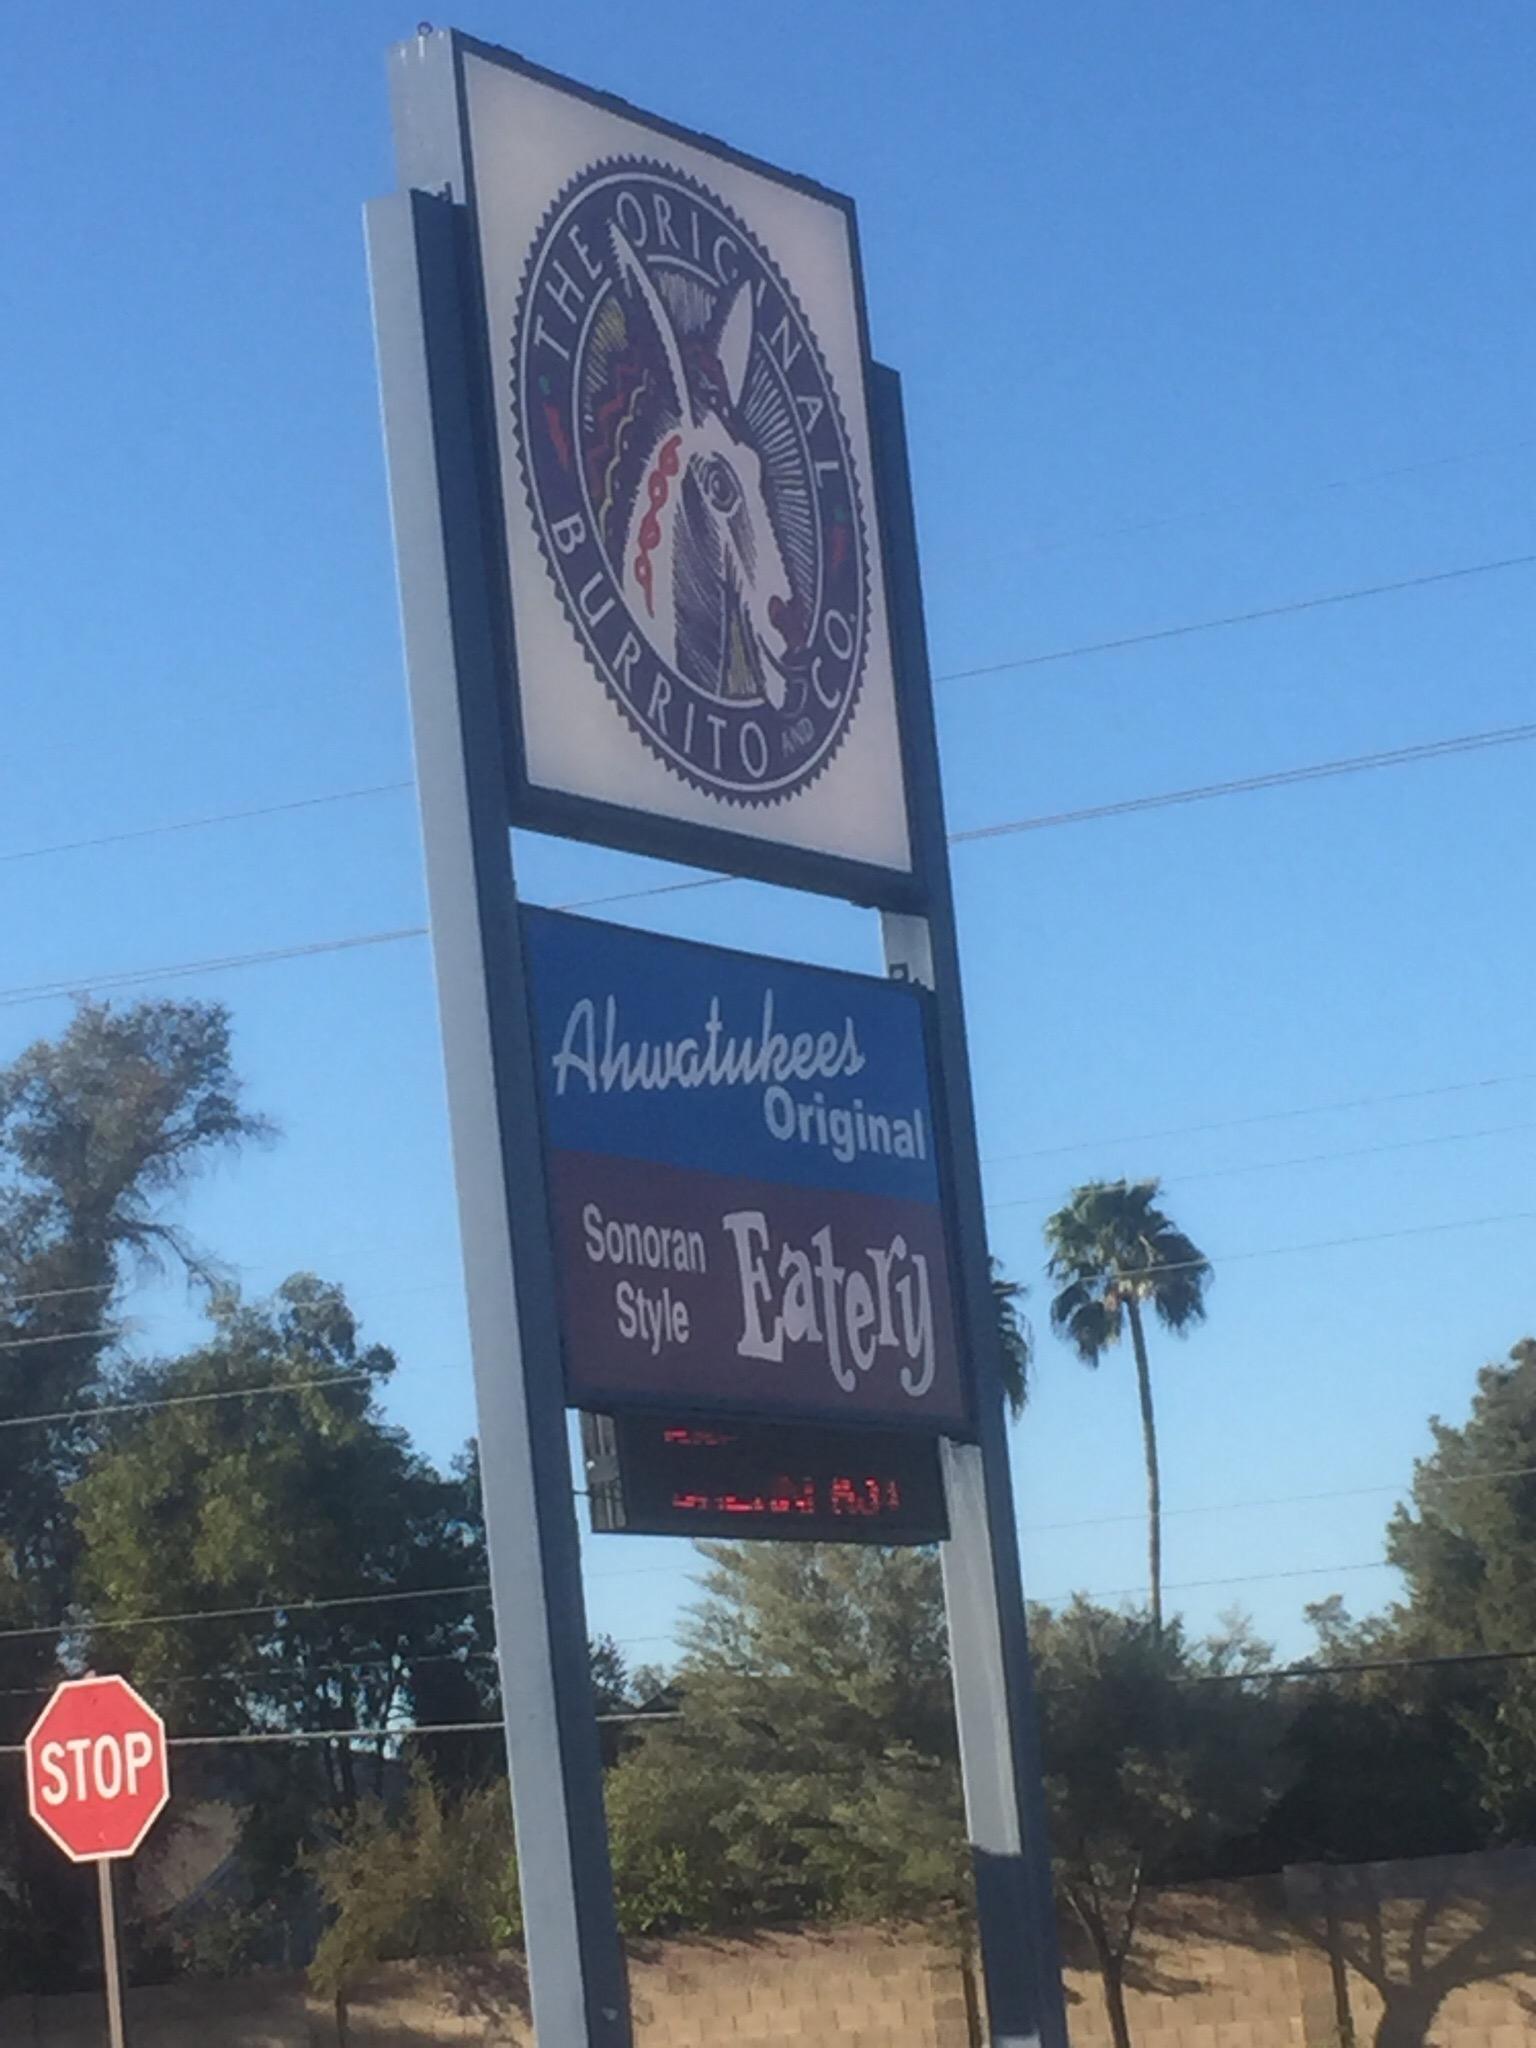 THE ORIGINAL
BURRITO AND CO.
Ahwatukees
Original
Sonoran
Style
Eatery
STOP